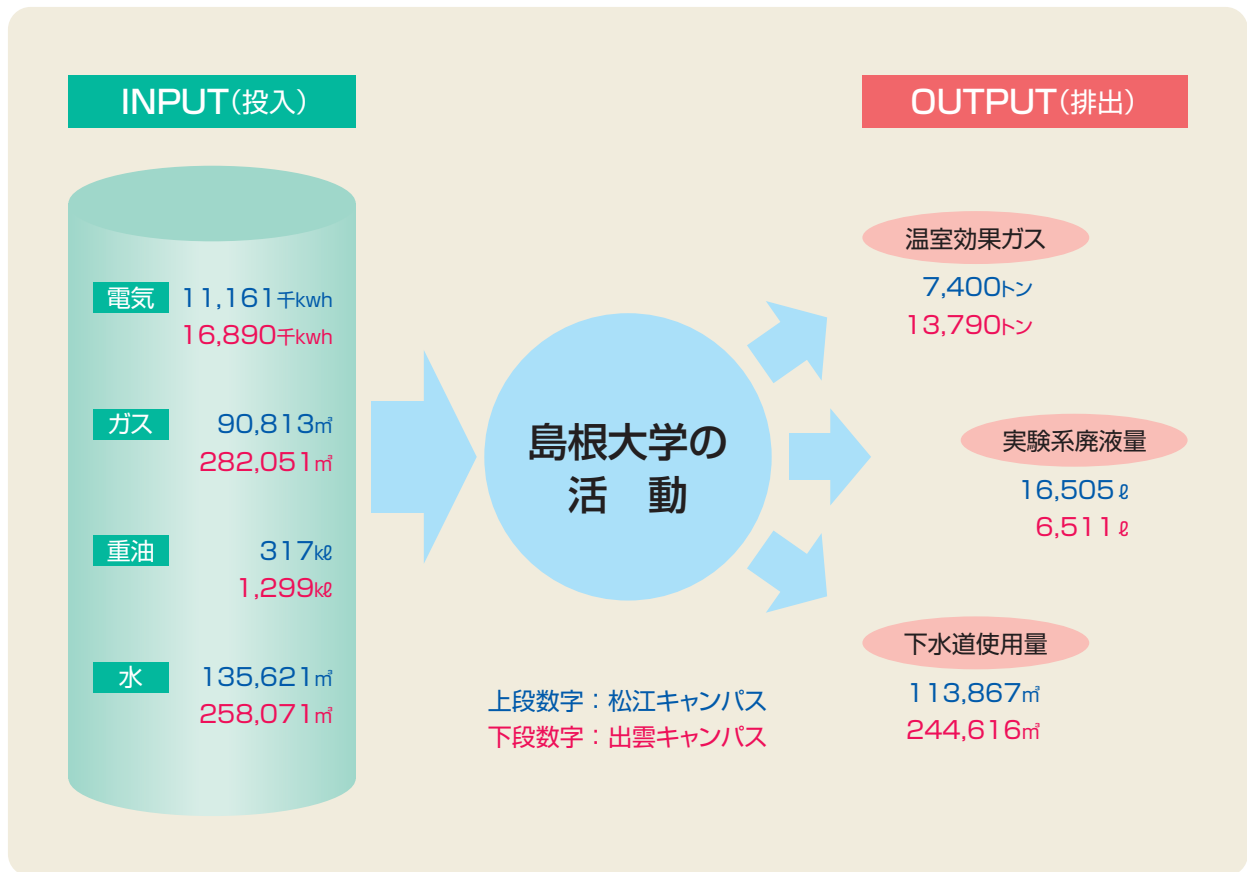 INPUT(投入)
電気 11,161千kwh
16,890千kwh
ガス 90,813㎥
282,051㎥
重油 317㎘
1,299㎘
水 135,621㎥
258,071㎥
島根大学の
活 動
上段数字：松江キャンパス
下段数字：出雲キャンパス
OUTPUT(排出)
温室効果ガス
7,400トン
13,790トン
実験系廃液量
16,505ℓ
6,511ℓ
下水道使用量
113,867㎥
244,616㎥